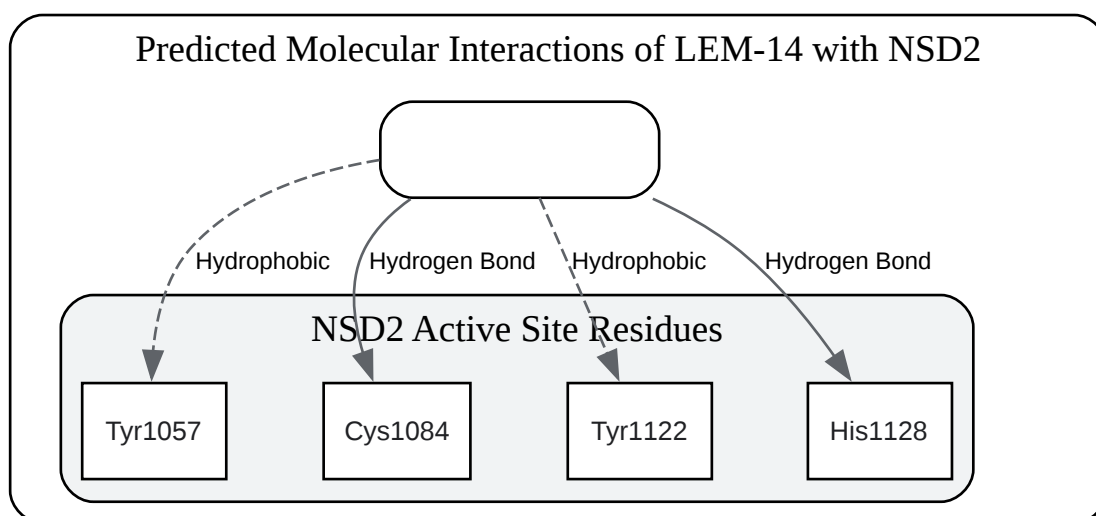 Predicted Molecular Interactions of LEM-14 with NSD2
Hydrophobic
Hydrogen Bond
Hydrophobic
Hydrogen Bond
NSD2 Active Site Residues
Tyr1057
Cys1084
Tyr1122
His1128